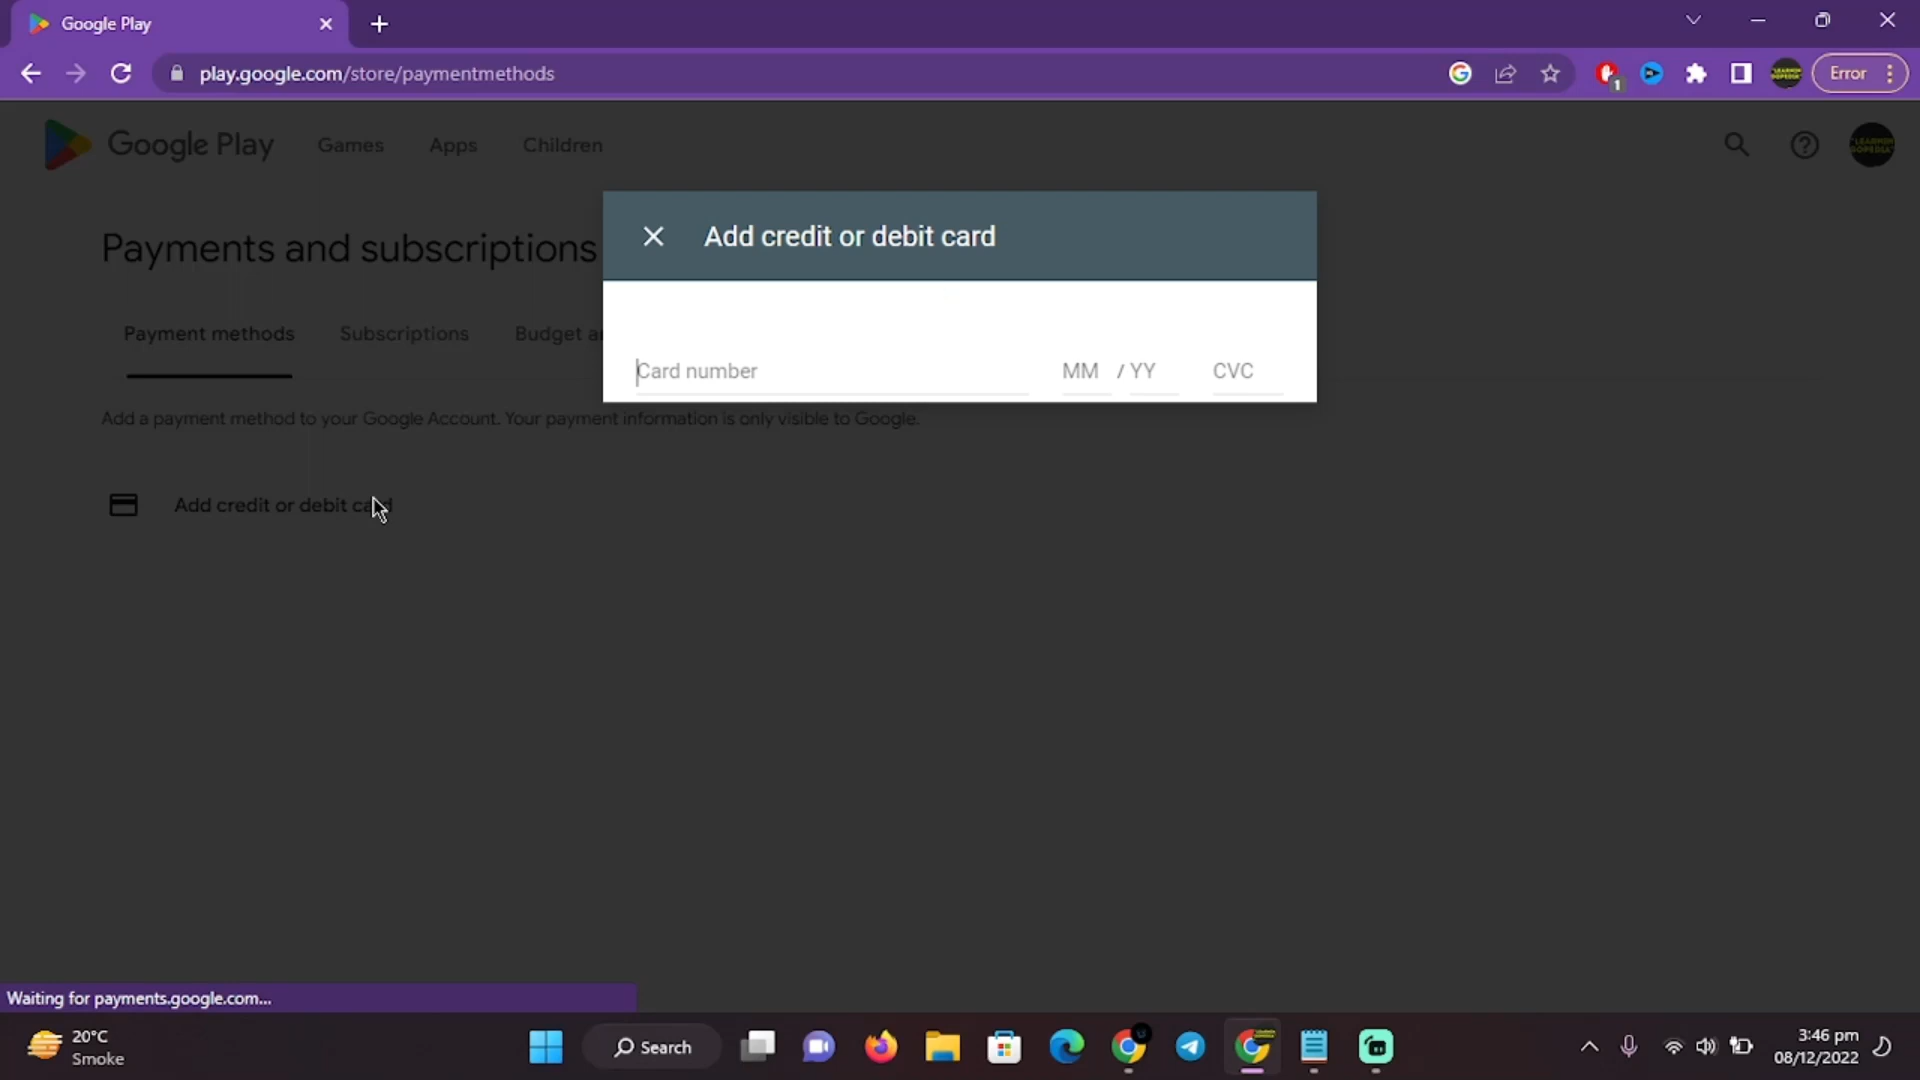 Google Play
play.google.com/store/paymentmethods
1
Error
Google Play Games Apps Children
Add credit or debit card
Payments and subscriptions
Payment methods Subscriptions Budget a
Card number MM / YY CVC
Add a payment method to your Google Account. Your payment information is only visible to Google.
Add credit or debit card
Waiting for payments.google.com...
20°C
Smoke
Search
3:46 pm
08/12/2022